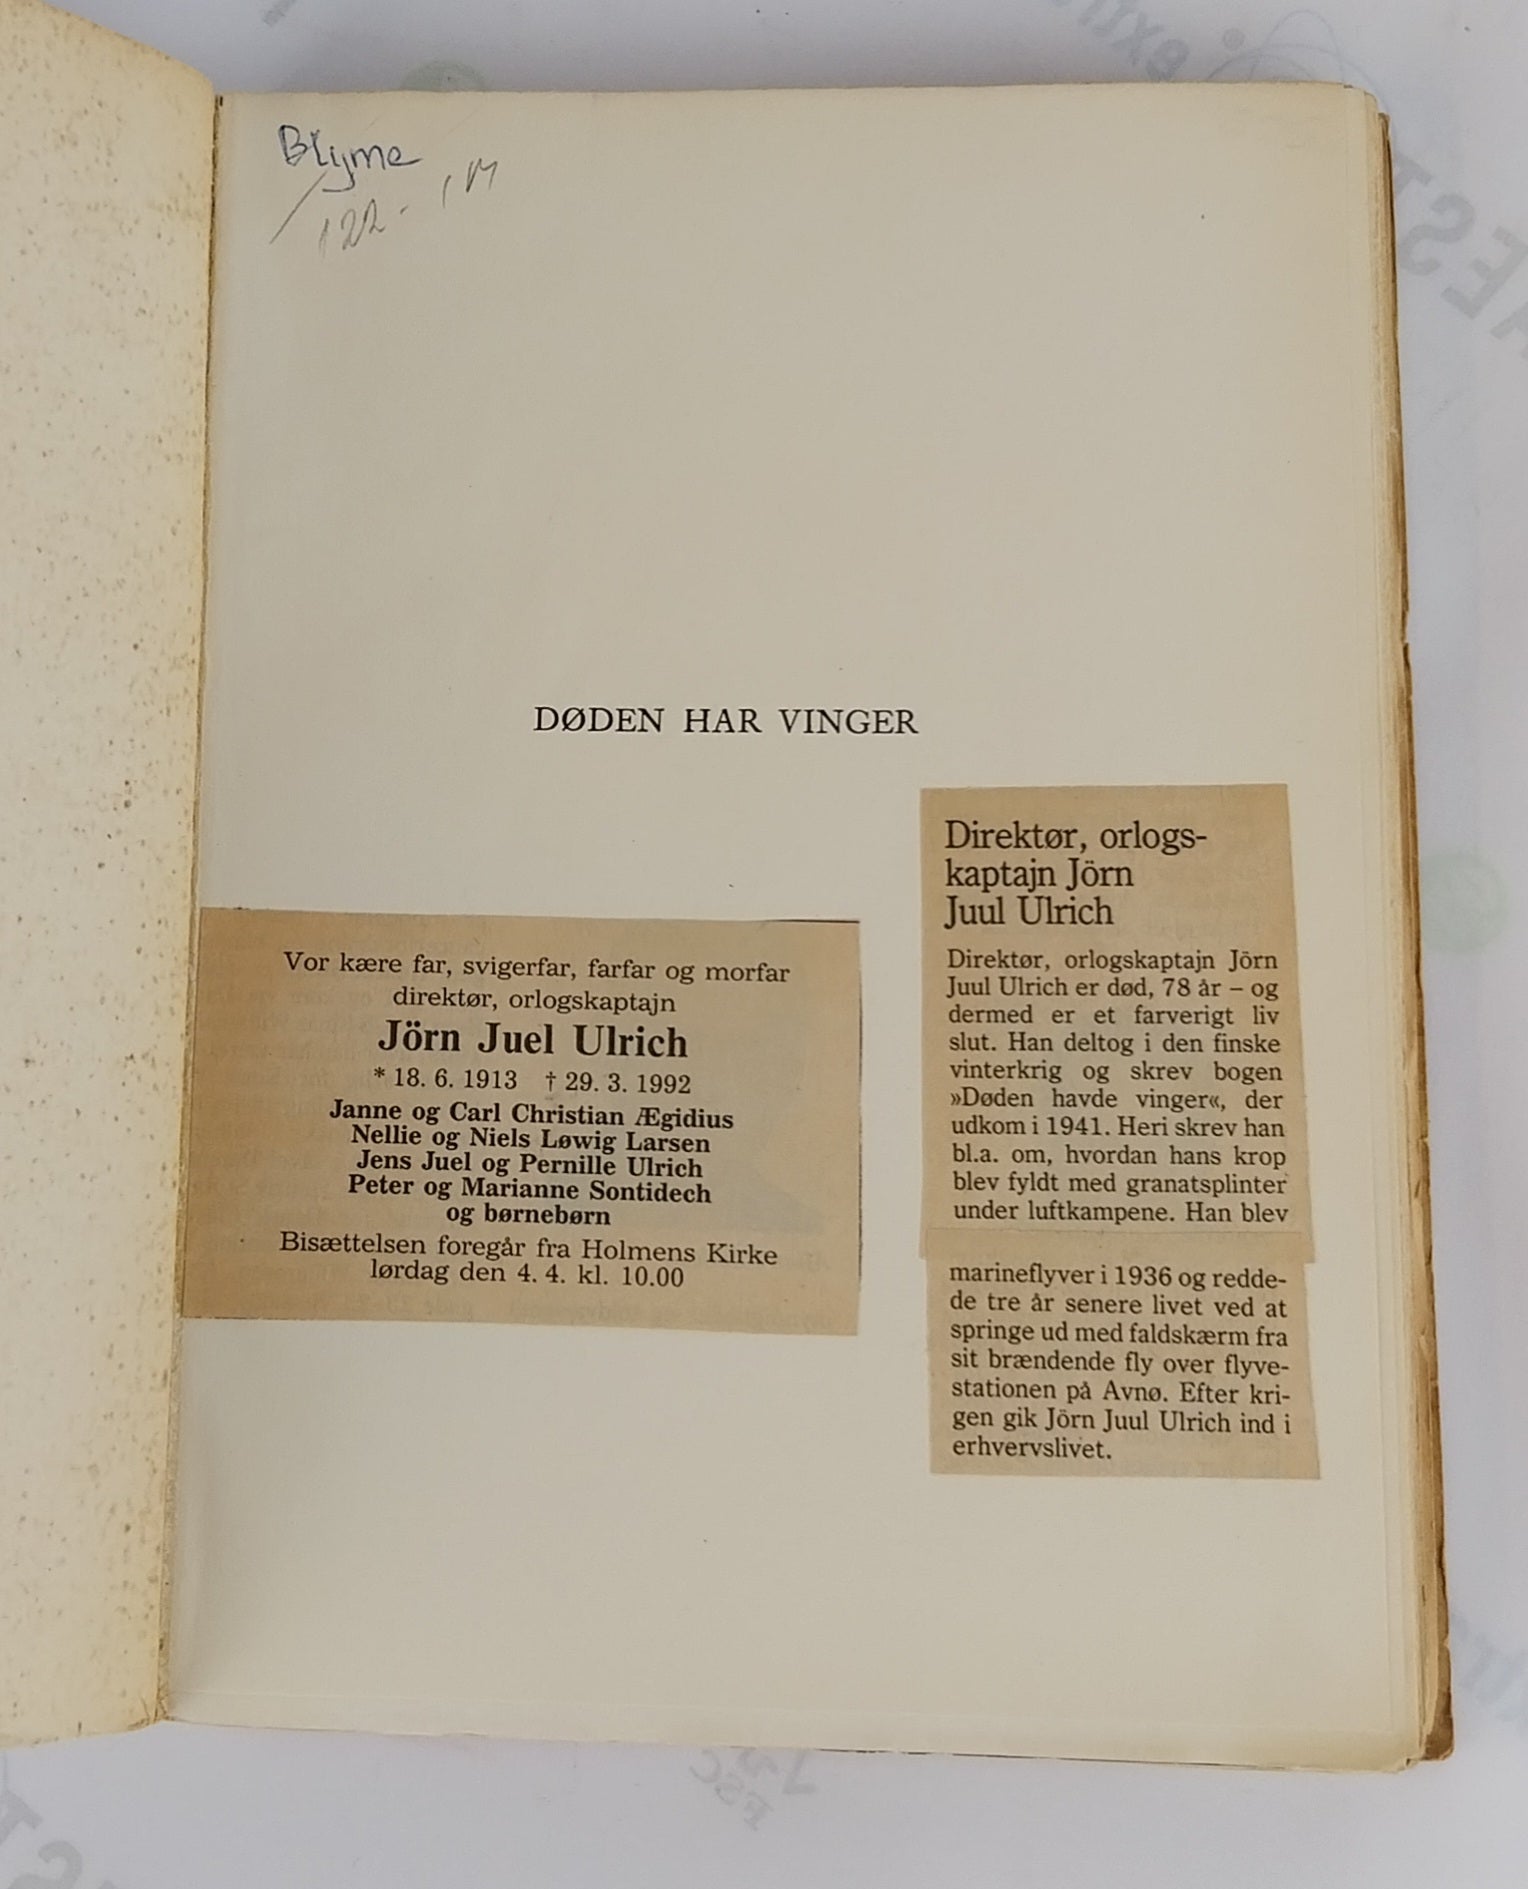 Blyme
122.-
DØDEN HAR VINGER
Vor kære far, svigerfar, farfar og morfar
direktør, orlogskaptajn
Jörn Juel Ulrich
* 18. 6. 1913 † 29. 3. 1992
Janne og Carl Christian Ægidius
Nellie og Niels Løwig Larsen
Jens Juel og Pernille Ulrich
Peter og Marianne Sontidech
og børnebørn
Bisættelsen foregår fra Holmens Kirke
lørdag den 4. 4. kl. 10.00
Direktør, orlogs-
kaptajn Jörn
Juul Ulrich
Direktør, orlogskaptajn Jörn
Juul Ulrich er død, 78 år – og
dermed er et farverigt liv
slut. Han deltog i den finske
vinterkrig og skrev bogen
»Døden havde vinger«, der
udkom i 1941. Heri skrev han
bl.a. om, hvordan hans krop
blev fyldt med granatsplinter
under luftkampene. Han blev
marineflyver i 1936 og redde-
de tre år senere livet ved at
springe ud med faldskærm fra
sit brændende fly over flyve-
stationen på Avnø. Efter kri-
gen gik Jörn Juul Ulrich ind i
erhvervslivet.